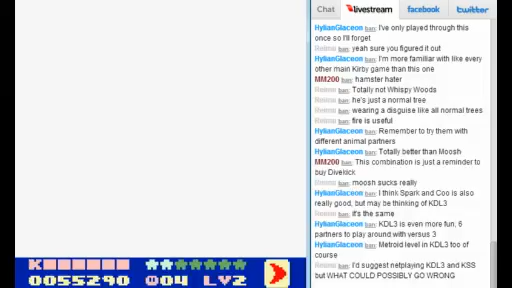 Chat
livestream
facebook
twitter
HylianGlaceon ban: I've only played through this
once so I'll forget
Reimu ban: yeah sure you figured it out
HylianGlaceon ban: I'm more familiar with like every
other main Kirby game than this one
MM200 ban: hamster hater
Reimu ban: Totally not Whispy Woods
Reimu ban: he's just a normal tree
Reimu ban: wearing a disguise like all normal trees
Reimu ban: fire is useful
HylianGlaceon ban: Remember to try them with
different animal partners
HylianGlaceon ban: Totally better than Moosh
MM200 ban: This combination is just a reminder to
buy Divekick
Reimu ban: moosh sucks really
HylianGlaceon ban: I think Spark and Coo is also
really good, but may be thinking of KDL3
Reimu ban: it's the same
HylianGlaceon ban: KDL3 is even more fun, 6
partners to play around with versus 3
HylianGlaceon ban: Metroid level in KDL3 too of
course
Reimu ban: I'd suggest netplaying KDL3 and KSS
but WHAT COULD POSSIBLY GO WRONG
K
0055290 04 LV2